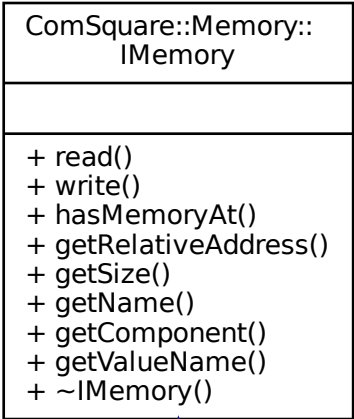 ComSquare::Memory::
IMemory
+ read()
+ write()
+ hasMemoryAt()
+ getRelativeAddress()
+ getSize()
+ getName()
+ getComponent()
+ getValueName()
+ ~IMemory()